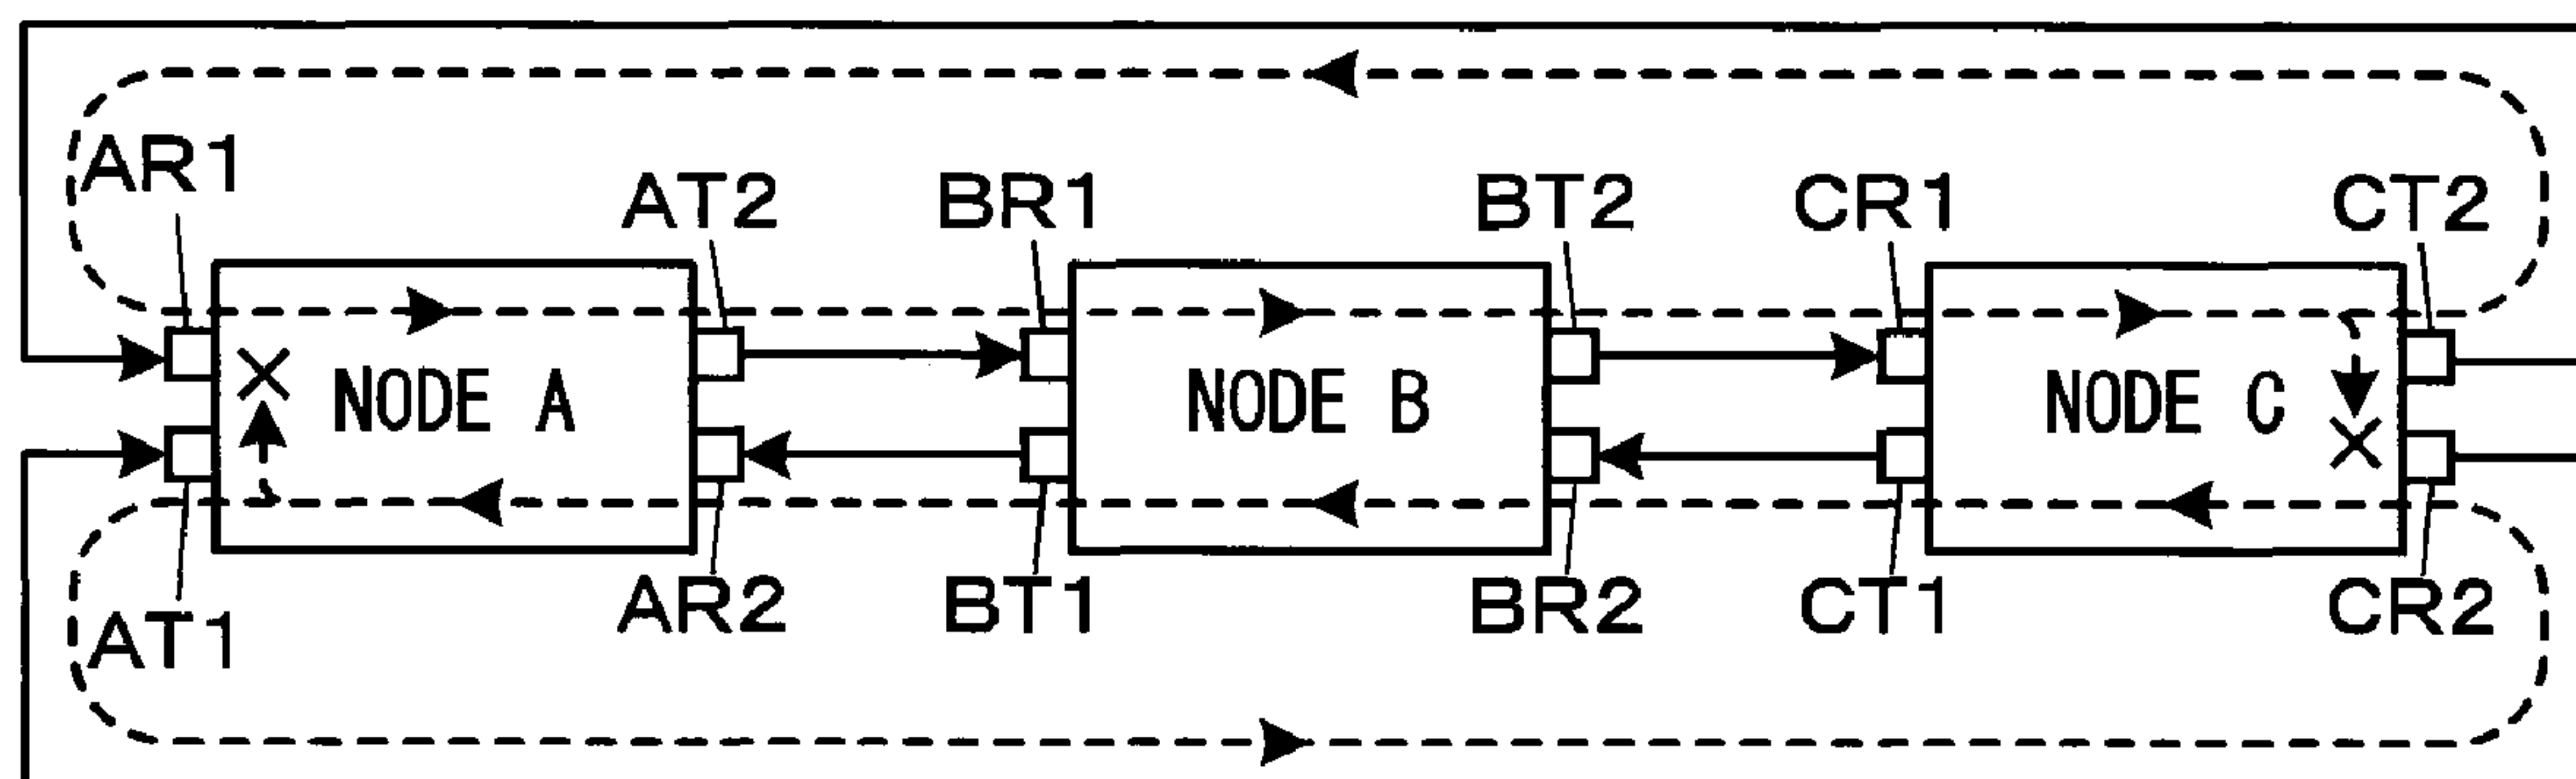 AR1
AT2
BR1
BT2
CR1
CT2
NODE A
NODE B
NODE C
AT1
AR2
BT1
BR2
CT1
CR2